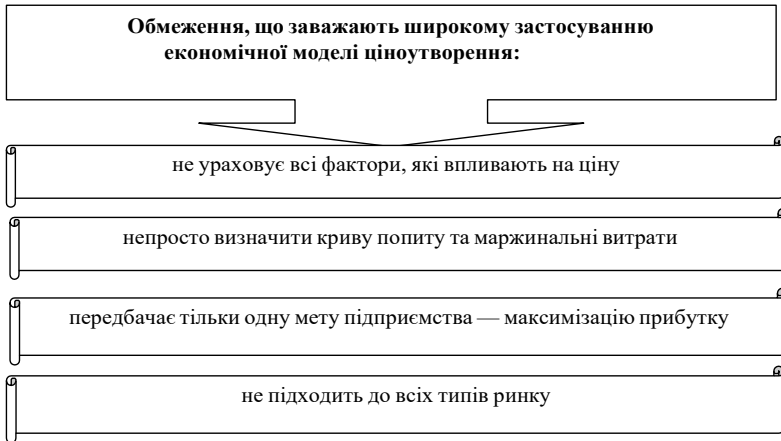 Обмеження, що заважають широкому застосуванню
економічної моделі ціноутворення:
не ураховує всі фактори, які впливають на ціну
непросто визначити криву попиту та маржинальні витрати
передбачає тільки одну мету підприємства — максимізацію прибутку
не підходить до всіх типів ринку